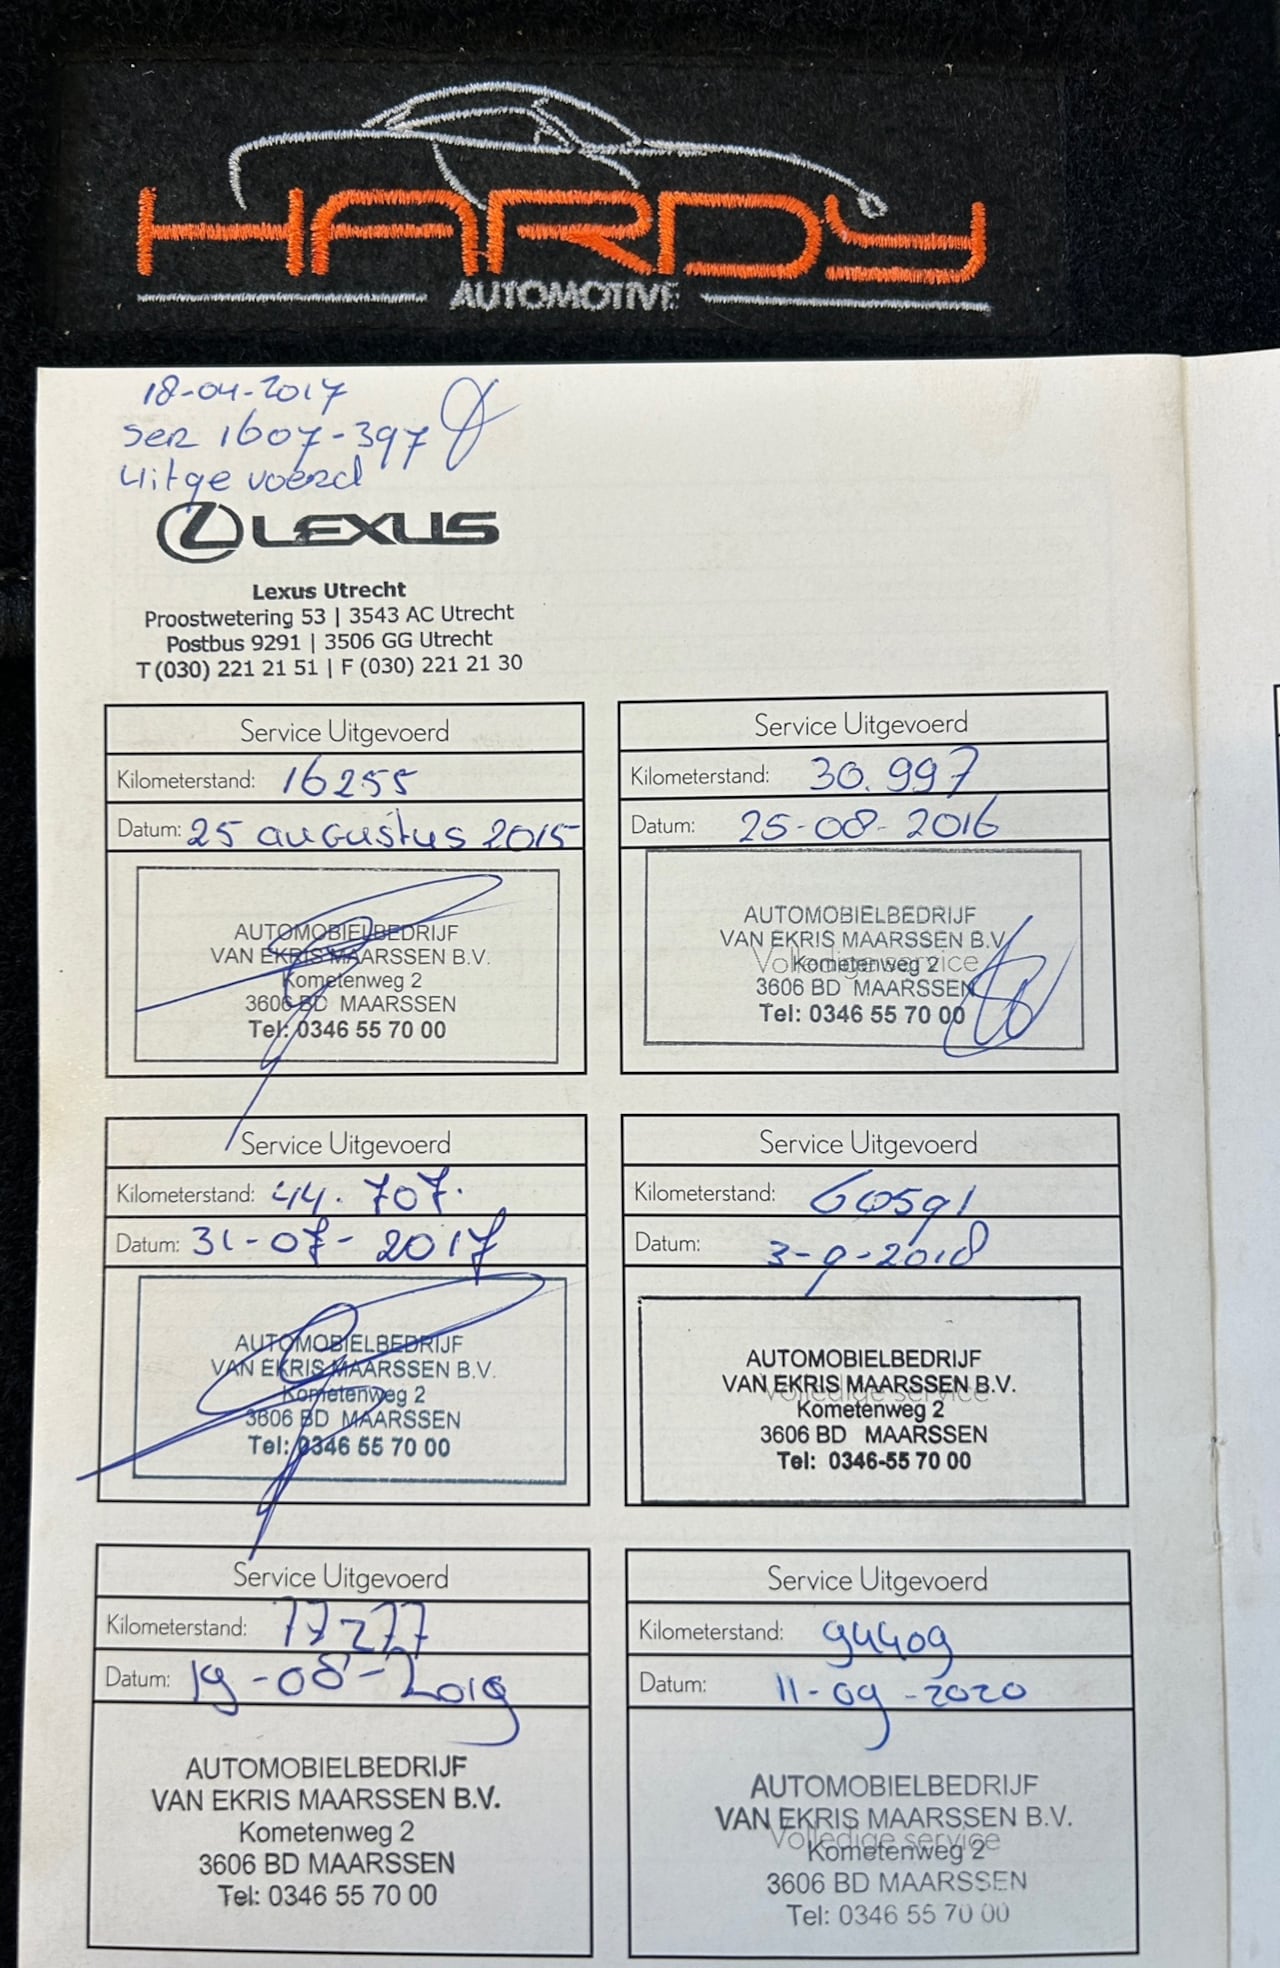 HARDY
AUTOMOTIVE
18-04-2017
Ser 1607-397
uitgevoerd
LEXUS
Lexus Utrecht
Proostwetering 53 | 3543 AC Utrecht
Postbus 9291 | 3506 GG Utrecht
T (030) 221 21 51 | F (030) 221 21 30
Service Uitgevoerd
Kilometerstand: 16255
Datum: 25 augustus 2015
AUTOMOBIELBEDRIJF
VAN EKRIS MAARSSEN B.V.
Kometenweg 2
3606 BD MAARSSEN
Tel: 0346 55 70 00
Service Uitgevoerd
Kilometerstand: 30.997
Datum: 25-08-2016
AUTOMOBIELBEDRIJF
VAN EKRIS MAARSSEN B.V.
Volledige service
Kometenweg 2
3606 BD MAARSSEN
Tel: 0346 55 70 00
Service Uitgevoerd
Kilometerstand: 44.707.
Datum: 31-07-2017
AUTOMOBIELBEDRIJF
VAN EKRIS MAARSSEN B.V.
Kometenweg 2
3606 BD MAARSSEN
Tel: 0346 55 70 00
Service Uitgevoerd
Kilometerstand: 60591
Datum: 3-9-2018
AUTOMOBIELBEDRIJF
VAN EKRIS MAARSSEN B.V.
Volledige service
Kometenweg 2
3606 BD MAARSSEN
Tel: 0346-55 70 00
Service Uitgevoerd
Kilometerstand: 77277
Datum: 19-08-2019
AUTOMOBIELBEDRIJF
VAN EKRIS MAARSSEN B.V.
Kometenweg 2
3606 BD MAARSSEN
Tel: 0346 55 70 00
Service Uitgevoerd
Kilometerstand: 94409
Datum: 11-09-2020
AUTOMOBIELBEDRIJF
VAN EKRIS MAARSSEN B.V.
Volledige service
Kometenweg 2
3606 BD MAARSSEN
Tel: 0346 55 70 00